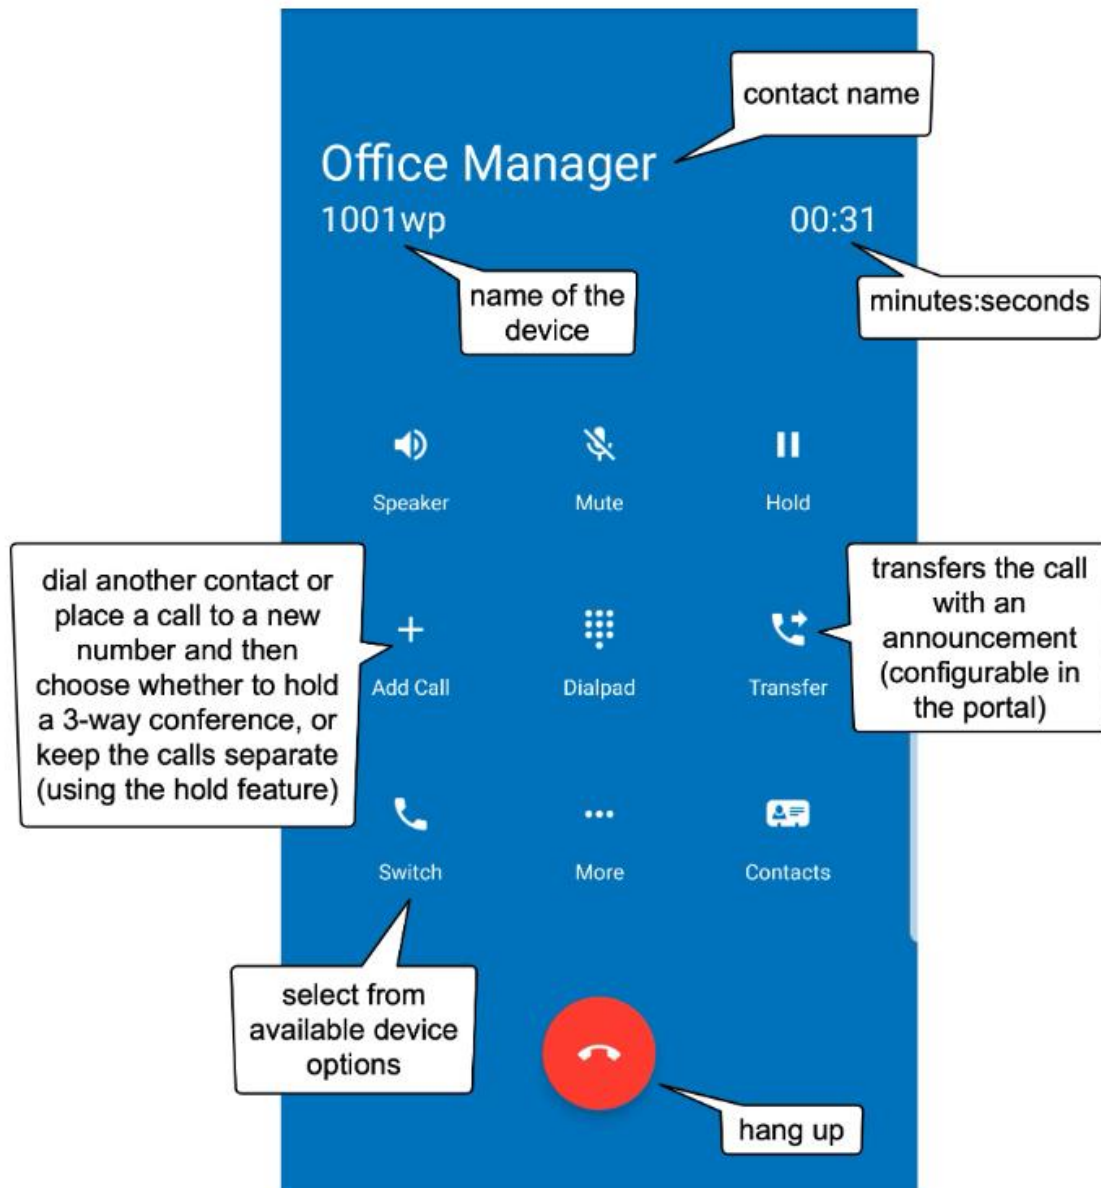 contact name
Office Manager
1001wp
00:31
name of the
device
minutes:seconds
Speaker
Mute
Hold
dial another contact or
place a call to a new
number and then
choose whether to hold
a 3-way conference, or
keep the calls separate
(using the hold feature)
Add Call
Dialpad
Transfer
transfers the call
with an
announcement
(configurable in
the portal)
Switch
More
Contacts
select from
available device
options
hang up